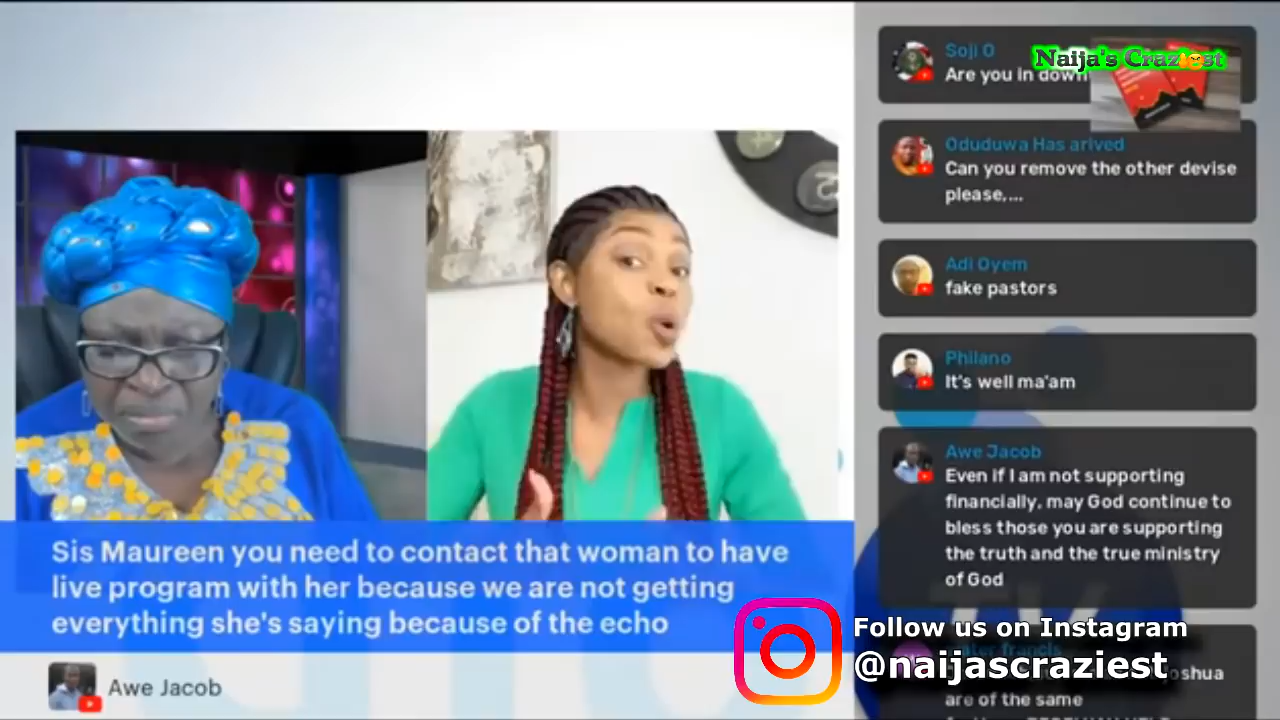 Naija's Craziest
Soji O
Are you in down
Oduduwa Has arived
Can you remove the other devise
please,...
Adi Oyem
fake pastors
Philano
It's well ma'am
Awe Jacob
Even if I am not supporting
financially, may God continue to
bless those you are supporting
the truth and the true ministry
of God
Sis Maureen you need to contact that woman to have
live program with her because we are not getting
everything she's saying because of the echo
Awe Jacob
Follow us on Instagram
@naijascraziest
francis
oshua
are of the same